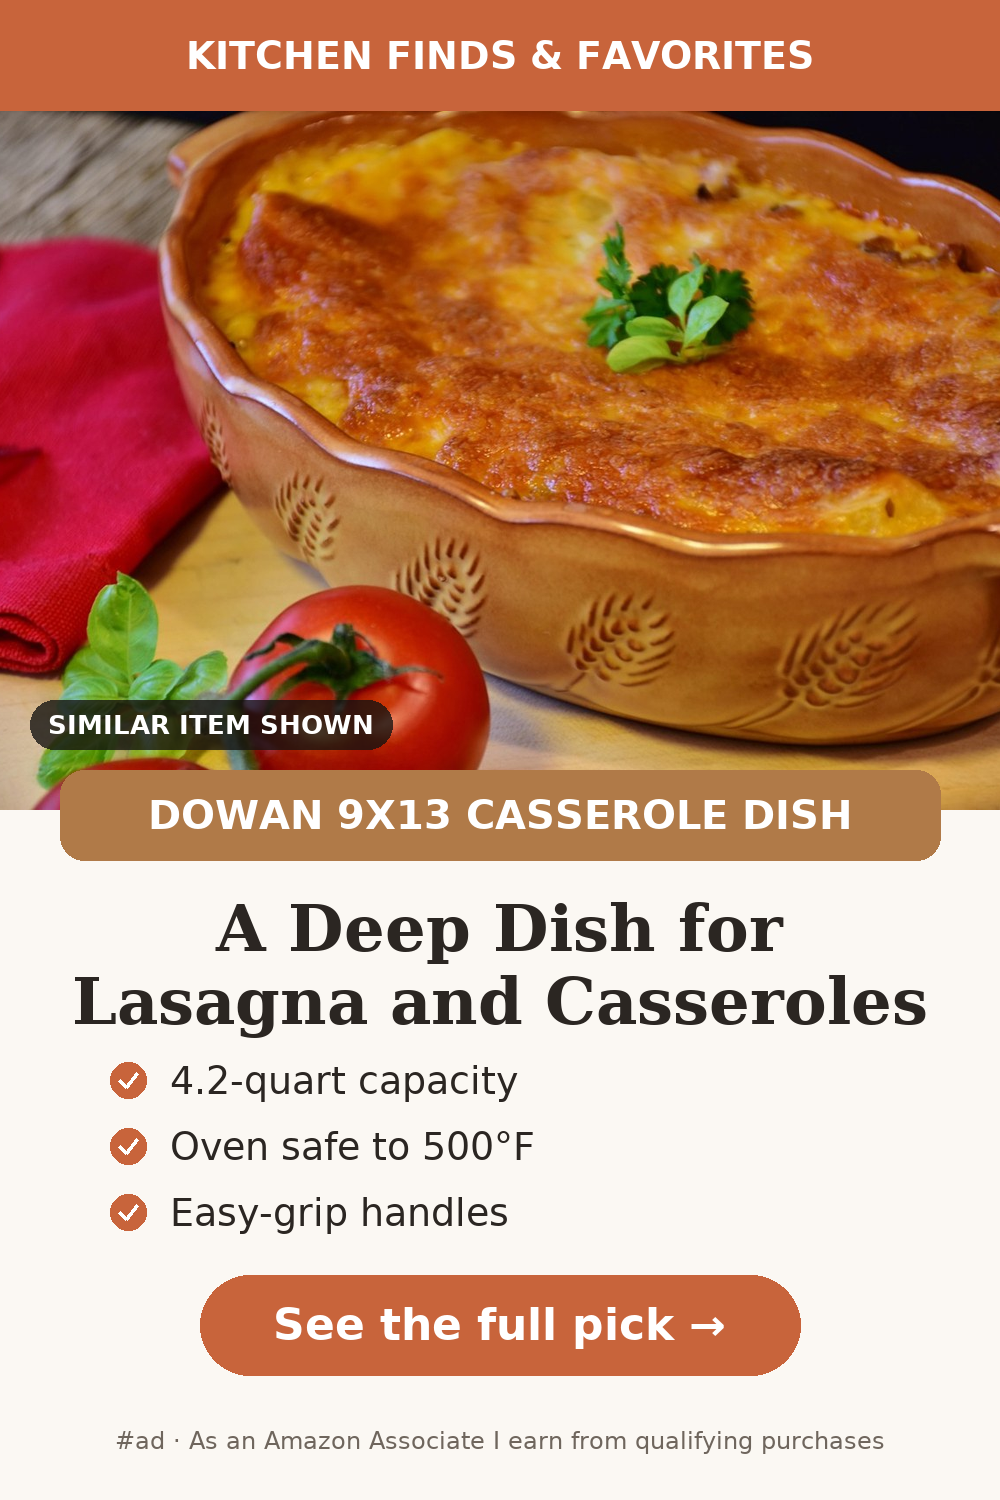 KITCHEN FINDS & FAVORITES
SIMILAR ITEM SHOWN
DOWAN 9X13 CASSEROLE DISH
A Deep Dish for
Lasagna and Casseroles
4.2-quart capacity
Oven safe to 500°F
Easy-grip handles
See the full pick →
#ad · As an Amazon Associate I earn from qualifying purchases